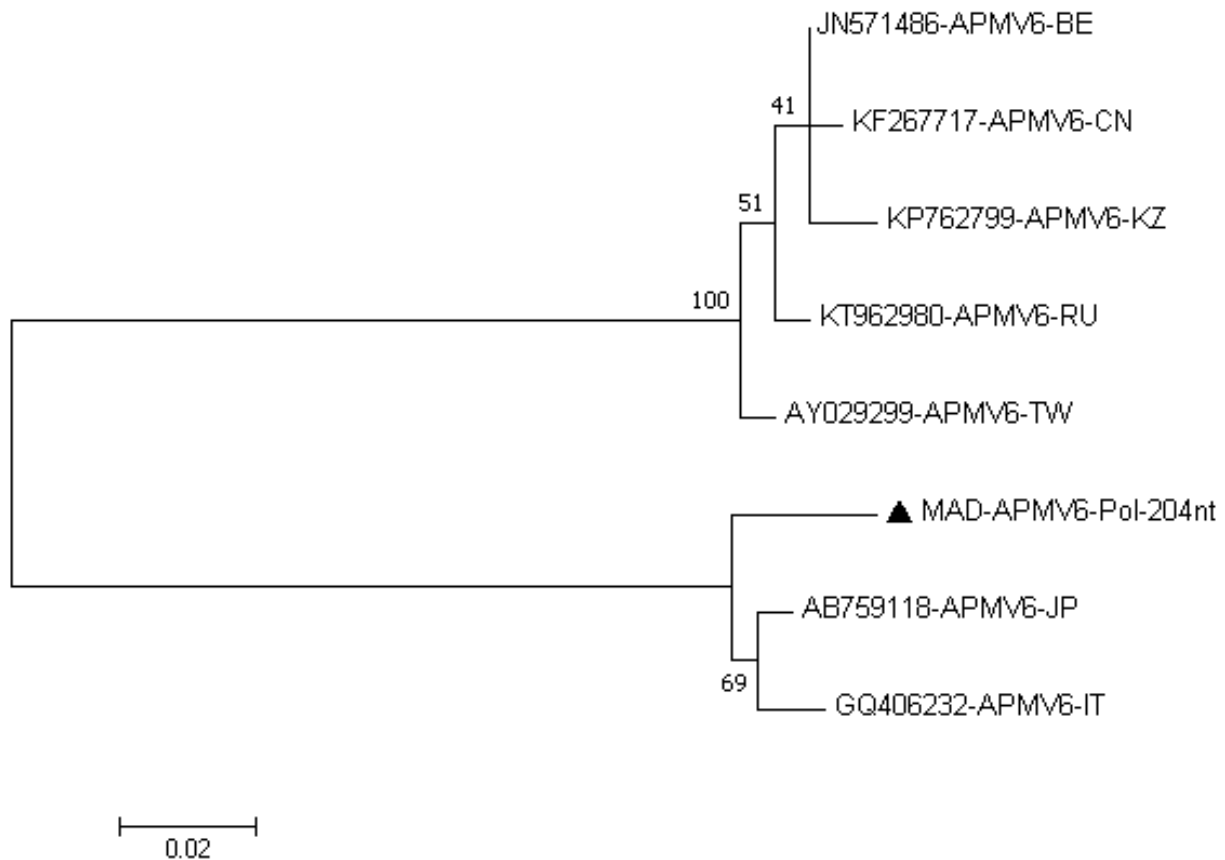 JN571486-APMV6-BE
41
KF267717-APMV6-CN
51
KP762799-APMV6-KZ
100
KT962980-APMV6-RU
AY029299-APMV6-TW
MAD-APMV6-Pol-204nt
AB759118-APMV6-JP
69
GQ406232-APMV6-IT
0.02